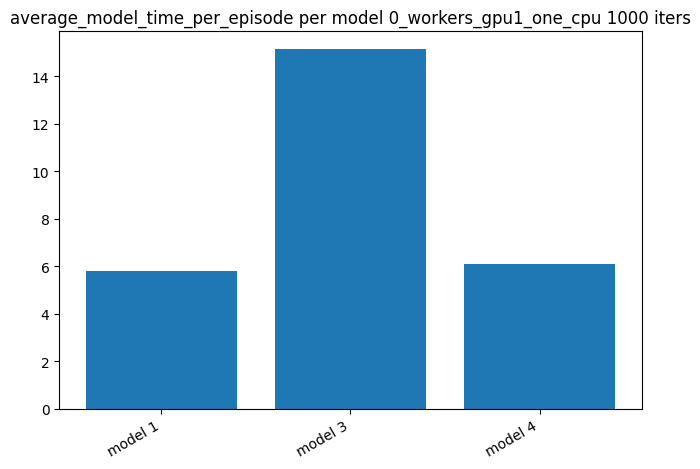 average_model_time_per_episode per model 0_workers_gpu1_one_cpu 1000 iters
14
12
10
8
6
4
2
0
model 1
model 3
model 4